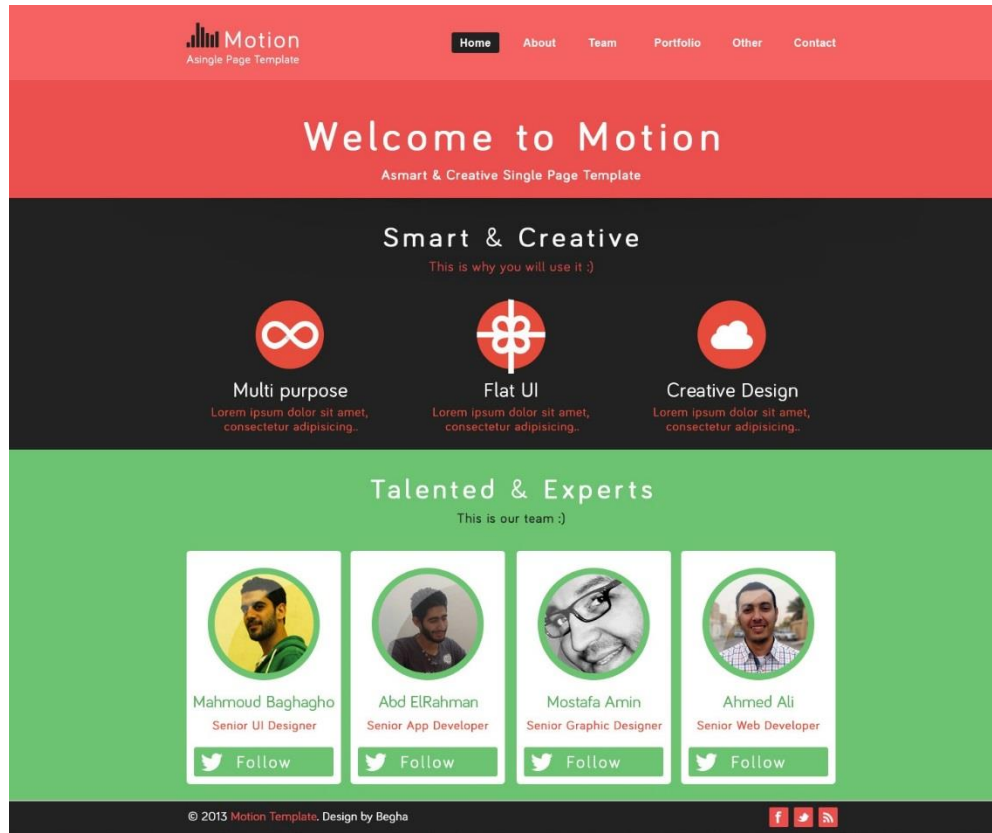 Motion
Asingle Page Template
Home About Team Portfolio Other Contact
Welcome to Motion
Asmart & Creative Single Page Template
Smart & Creative
This is why you will use it :)
Multi purpose
Lorem ipsum dolor sit amet,
consectetur adipisicing..
Flat UI
Lorem ipsum dolor sit amet,
consectetur adipisicing..
Creative Design
Lorem ipsum dolor sit amet,
consectetur adipisicing..
Talented & Experts
This is our team :)
Mahmoud Baghagho
Senior UI Designer
Follow
Abd ElRahman
Senior App Developer
Follow
Mostafa Amin
Senior Graphic Designer
Follow
Ahmed Ali
Senior Web Developer
Follow
© 2013 Motion Template. Design by Begha